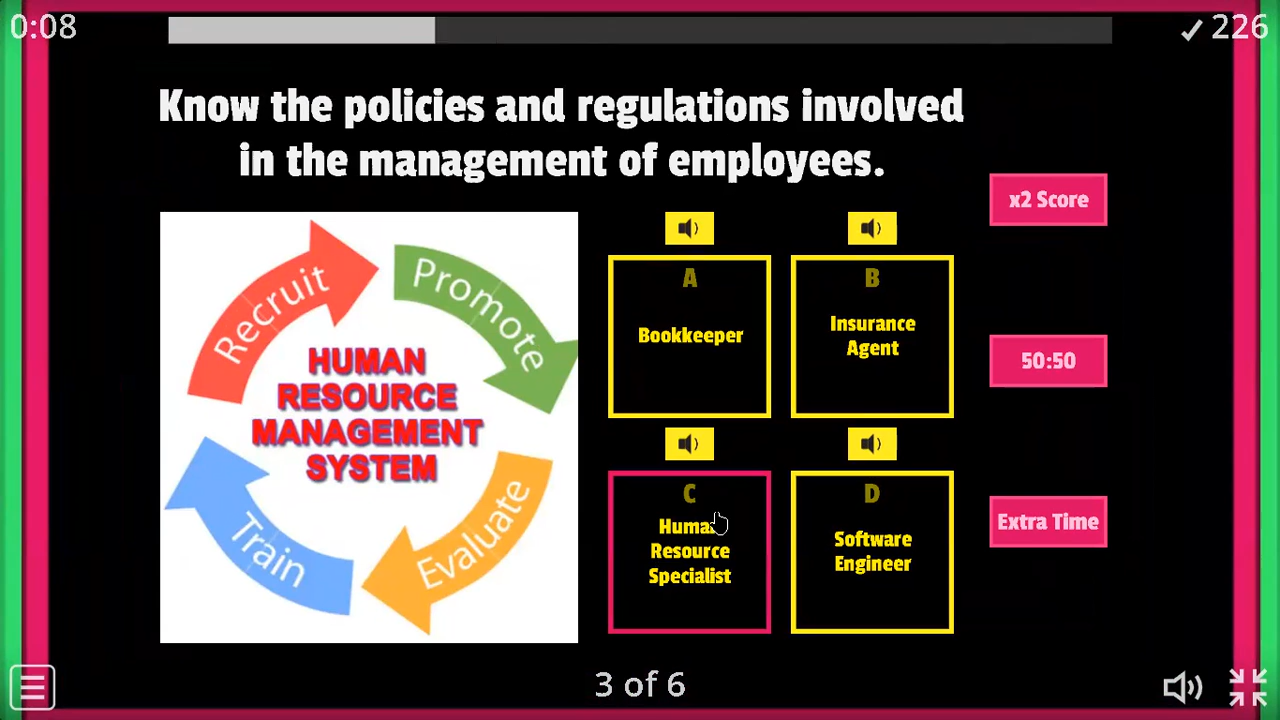 0:08
✓ 226
Know the policies and regulations involved
in the management of employees.
Recruit
Promote
Evaluate
Train
HUMAN
RESOURCE
MANAGEMENT
SYSTEM
A
Bookkeeper
B
Insurance
Agent
C
Human
Resource
Specialist
D
Software
Engineer
x2 Score
50:50
Extra Time
3 of 6